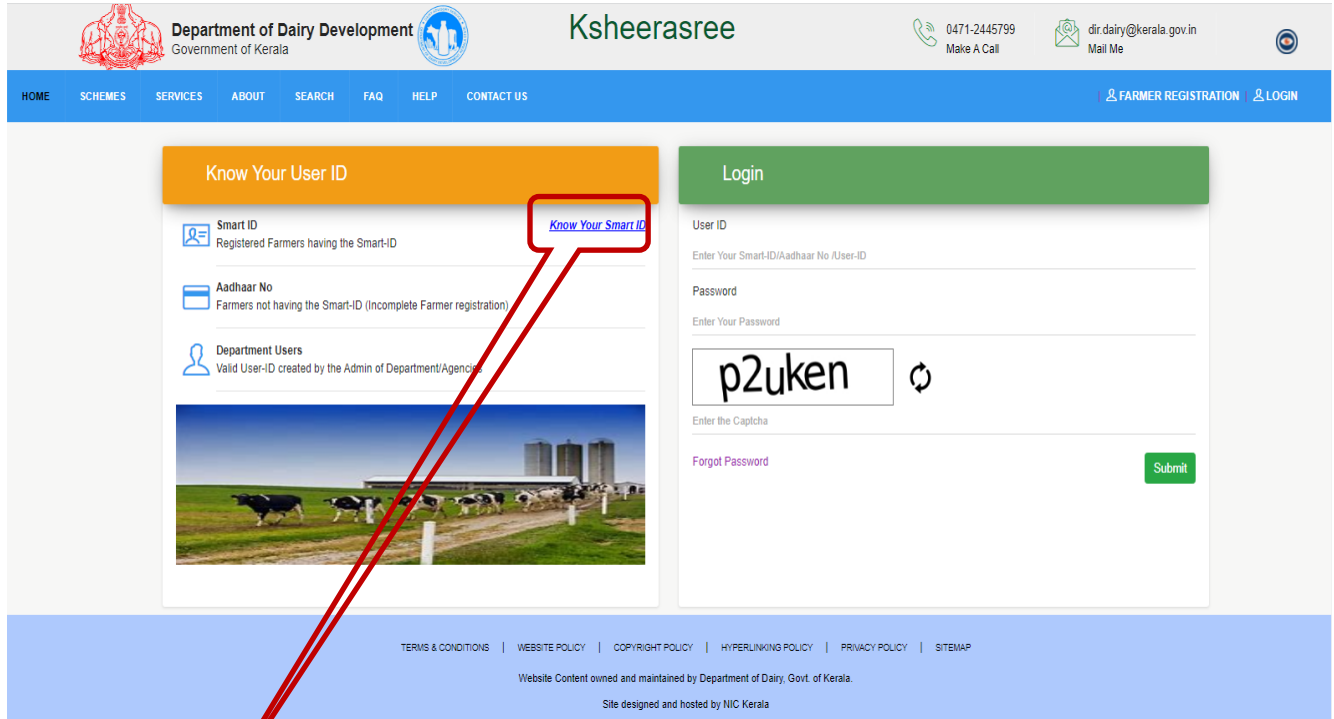 Department of Dairy Development
Government of Kerala
Ksheerasree
0471-2445799
Make A Call
dir.dairy@kerala.gov.in
Mail Me
HOME SCHEMES SERVICES ABOUT SEARCH FAQ HELP CONTACT US
FARMER REGISTRATION LOGIN
Know Your User ID
Smart ID
Know Your Smart ID
Registered Farmers having the Smart-ID
Aadhaar No
Farmers not having the Smart-ID (Incomplete Farmer registration)
Department Users
Valid User-ID created by the Admin of Department/Agencies
Login
User ID
Enter Your Smart-ID/Aadhaar No /User-ID
Password
Enter Your Password
p2uken
Enter the Captcha
Forgot Password
Submit
TERMS & CONDITIONS | WEBSITE POLICY | COPYRIGHT POLICY | HYPERLINKING POLICY | PRIVACY POLICY | SITEMAP
Website Content owned and maintained by Department of Dairy, Govt. of Kerala.
Site designed and hosted by NIC Kerala